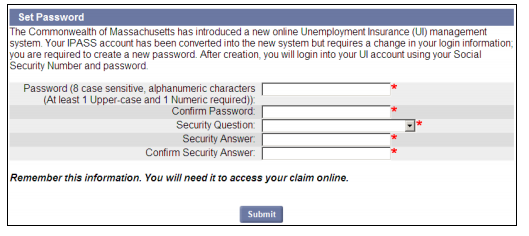 Set Password
The Commonwealth of Massachusetts has introduced a new online Unemployment Insurance (UI) management
system. Your IPASS account has been converted into the new system but requires a change in your login information;
you are required to create a new password. After creation, you will login into your UI account using your Social
Security Number and password.
Password (8 case sensitive, alphanumeric characters *
(At least 1 Upper-case and 1 Numeric required)):
Confirm Password: *
Security Question: *
Security Answer: *
Confirm Security Answer: *
Remember this information. You will need it to access your claim online.
Submit